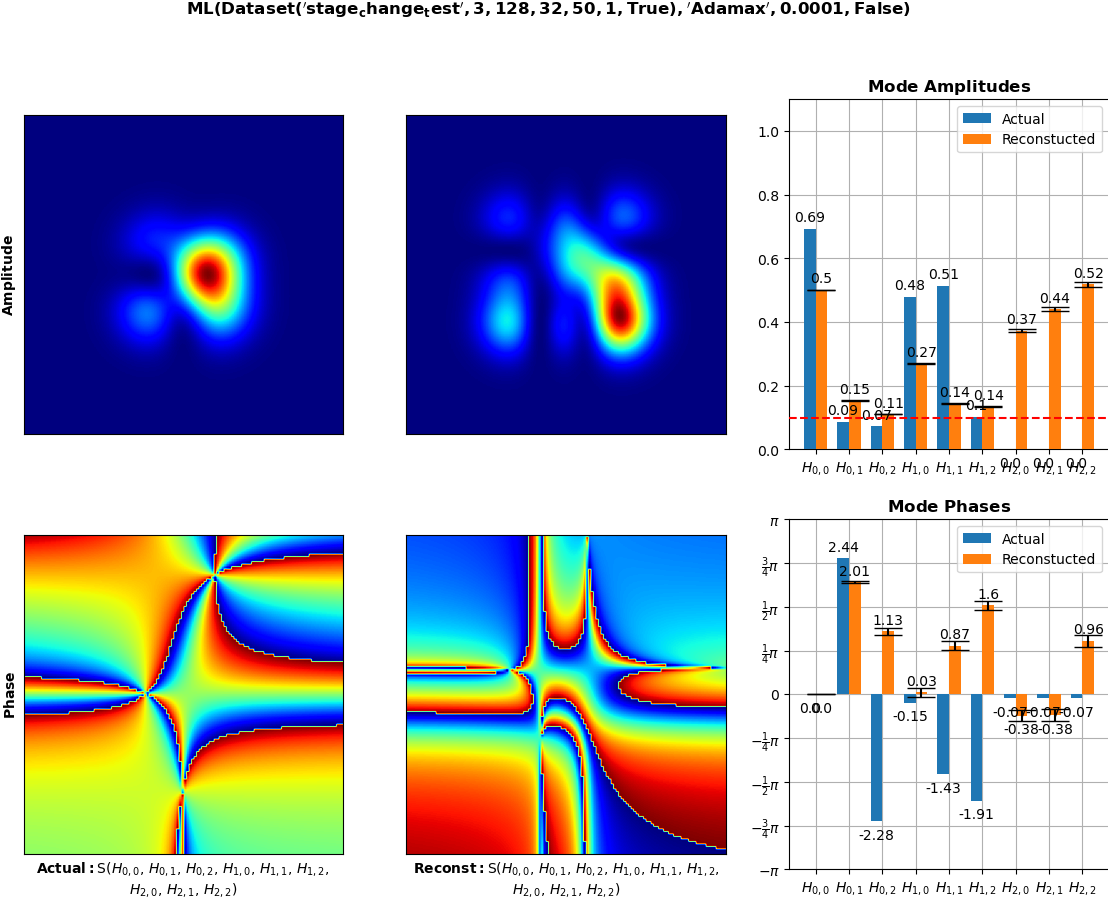 ML(Dataset('stage_change_test', 3, 128, 32, 50, 1, True), 'Adamax', 0.0001, False)
Amplitude
Mode Amplitudes
Actual
Reconstucted
1.0
0.8
0.6
0.4
0.2
0.0
0.69
0.5
0.09
0.15
0.07
0.11
0.48
0.27
0.51
0.14
0.1
0.14
0.0
0.37
0.0
0.44
0.0
0.52
H0,0 H0,1 H0,2 H1,0 H1,1 H1,2 H2,0 H2,1 H2,2
Phase
Actual: S(H0,0, H0,1, H0,2, H1,0, H1,1, H1,2,
H2,0, H2,1, H2,2)
Reconst: S(H0,0, H0,1, H0,2, H1,0, H1,1, H1,2,
H2,0, H2,1, H2,2)
Mode Phases
Actual
Reconstucted
π
3/4π
1/2π
1/4π
0
−1/4π
−1/2π
−3/4π
−π
0.0
0.0
2.44
2.01
-2.28
1.13
-0.15
0.03
-1.43
0.87
-1.91
1.6
-0.07
-0.38
-0.07
-0.38
-0.07
0.96
H0,0 H0,1 H0,2 H1,0 H1,1 H1,2 H2,0 H2,1 H2,2